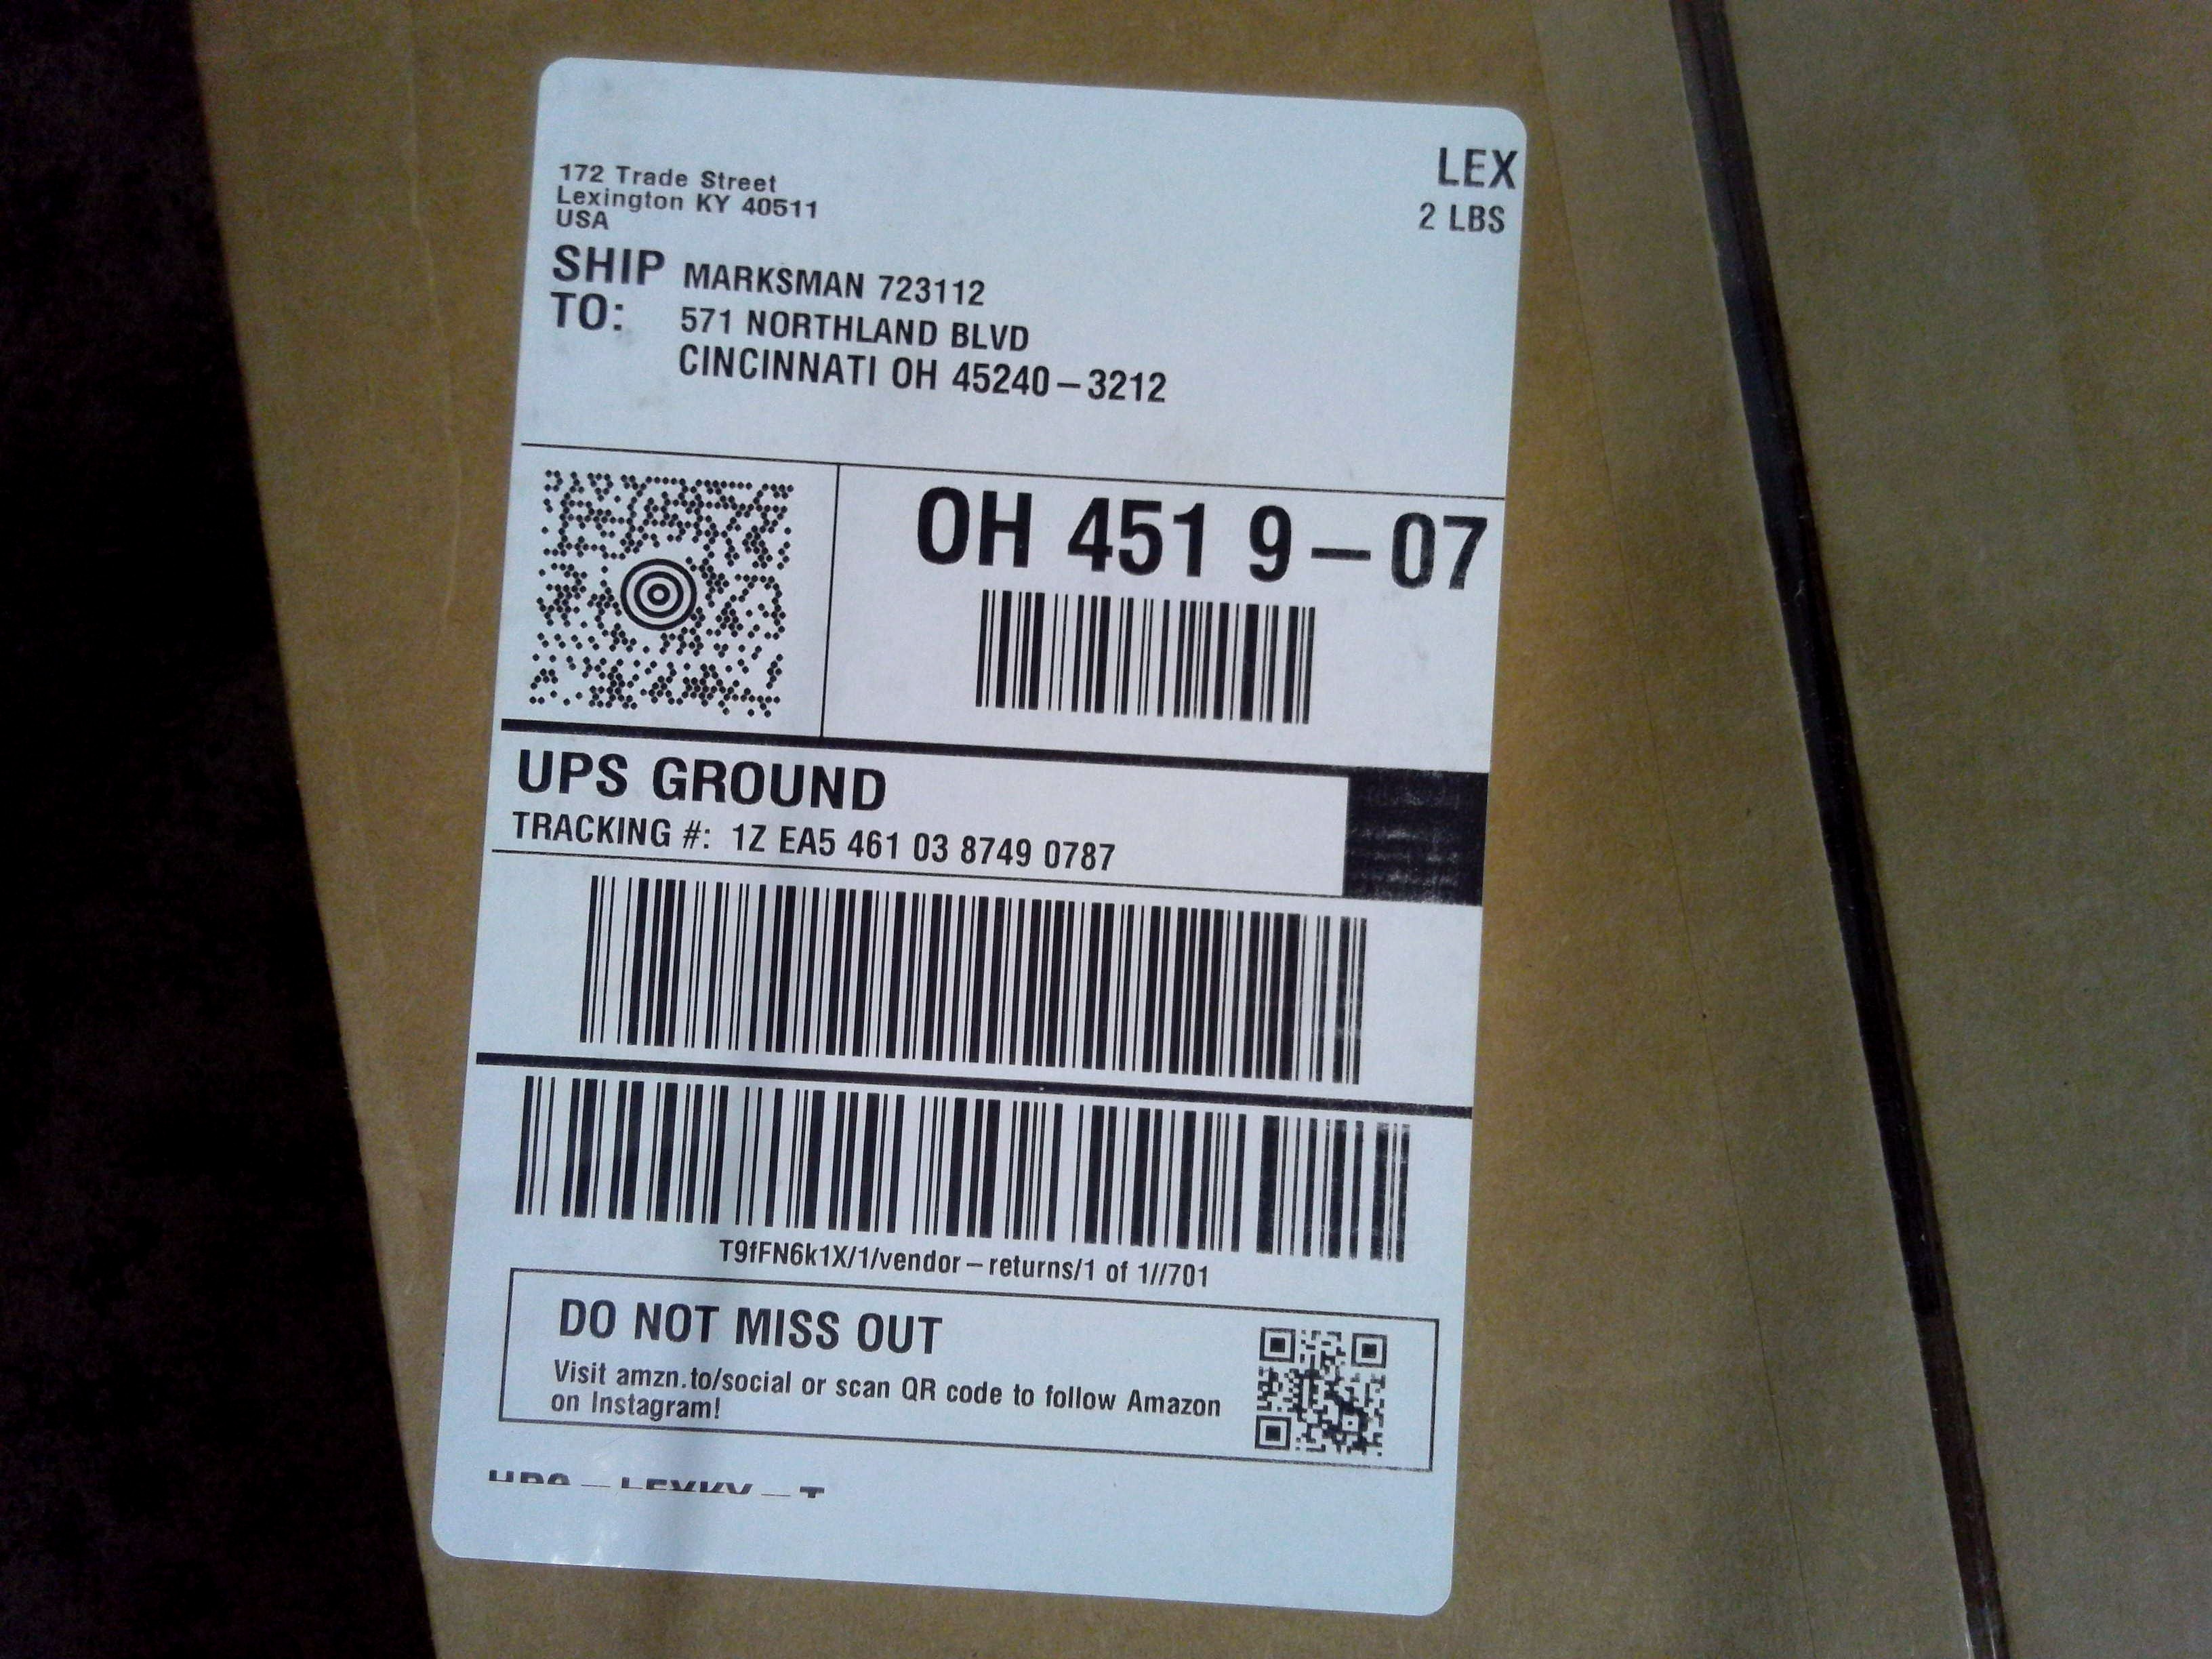 172 Trade Street
Lexington KY 40511
USA
LEX
2 LBS
SHIP TO: MARKSMAN 723112
571 NORTHLAND BLVD
CINCINNATI OH 45240-3212
OH 451 9-07
UPS GROUND
TRACKING #: 1Z EA5 461 03 8749 0787
T9fFN6k1X/1/vendor-returns/1 of 1//701
DO NOT MISS OUT
Visit amzn.to/social or scan QR code to follow Amazon
on Instagram!